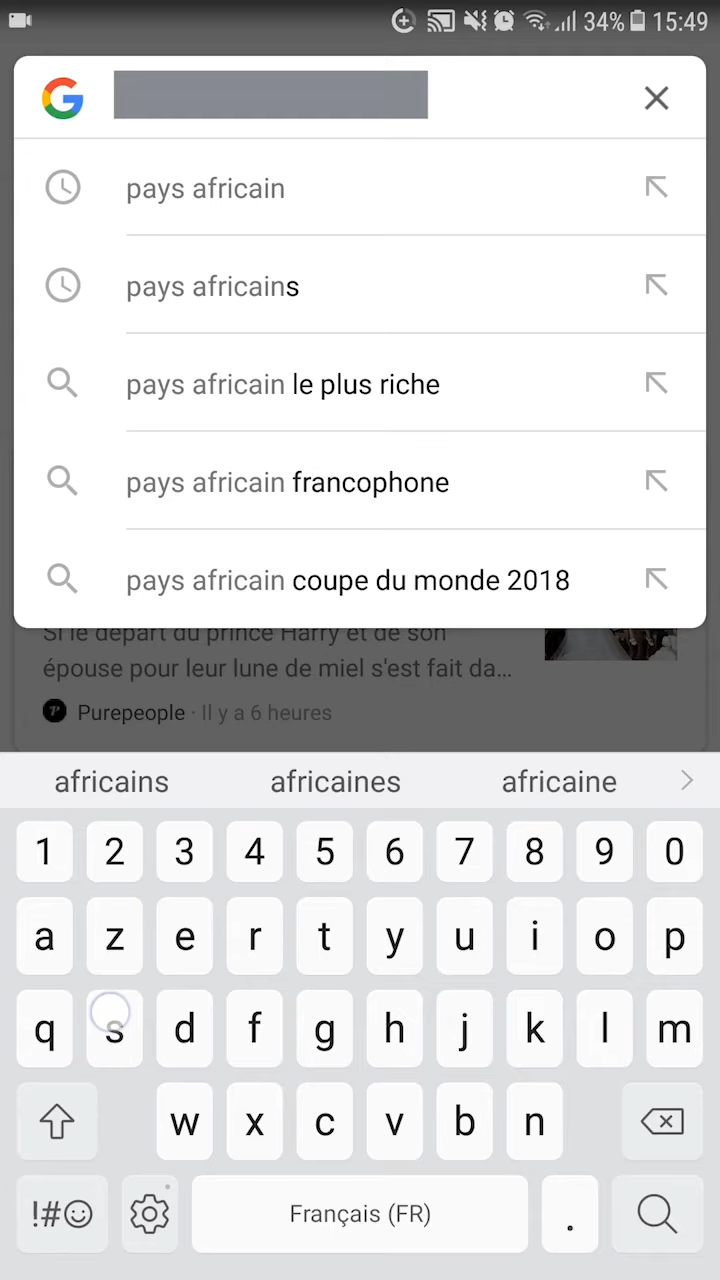 34% 15:49
pays africain
pays africains
pays africain le plus riche
pays africain francophone
pays africain coupe du monde 2018
Si le départ du prince Harry et de son
épouse pour leur lune de miel s'est fait da...
Purepeople · Il y a 6 heures
africains africaines africaine
1 2 3 4 5 6 7 8 9 0
a z e r t y u i o p
q s d f g h j k l m
w x c v b n
!#☺ Français (FR) .